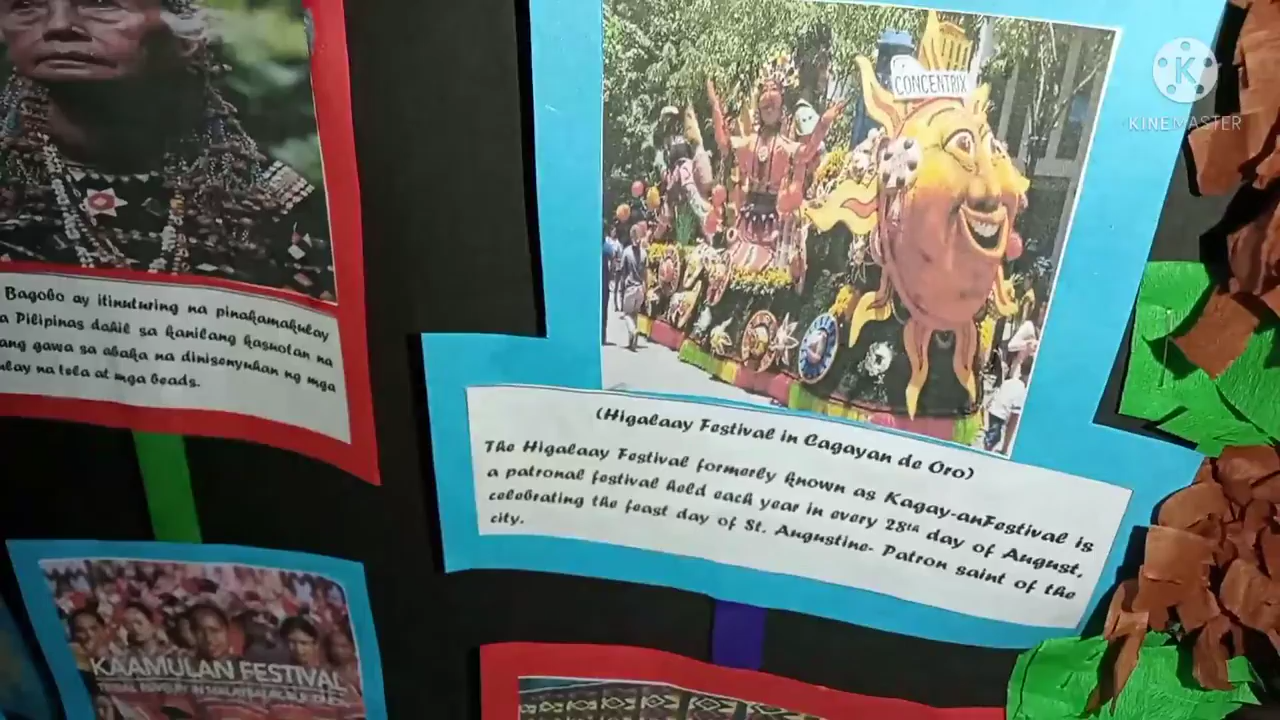 CONCENTRIX
KINEMASTER
Bagobo ay itinuturing na pinakamakulay
a Pilipinas dahil sa kanilang kasuotan na
ang gawa sa abaka na dinisenyuhan ng mga
ulay na tela at mga beads.
(Higalaay Festival in Cagayan de Oro)
The Higalaay Festival formerly known as Kagay-anFestival is
a patronal festival held each year in every 28th day of August,
celebrating the feast day of St. Augustine- Patron saint of the
city.
KAAMULAN FESTIVAL